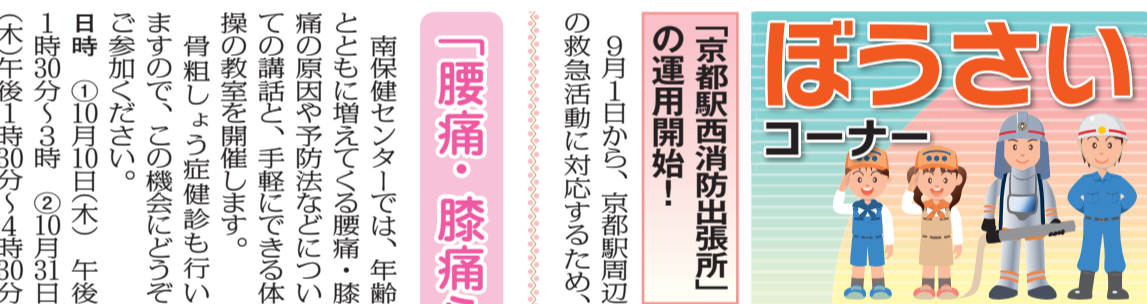 ぼうさい
コーナー
「京都駅西消防出張所」
の運用開始！
９月１日から、京都駅周辺
の救急活動に対応するため、
「腰痛・膝痛
南保健センターでは、年齢
とともに増えてくる腰痛・膝
痛の原因や予防法などについ
ての講話と、手軽にできる体
操の教室を開催します。
骨粗しょう症健診も行い
ますので、この機会にどうぞ
ご参加ください。
日時　①10月10日(木)　午後
１時30分〜３時　②10月31日
(木)午後１時30分〜４時30分